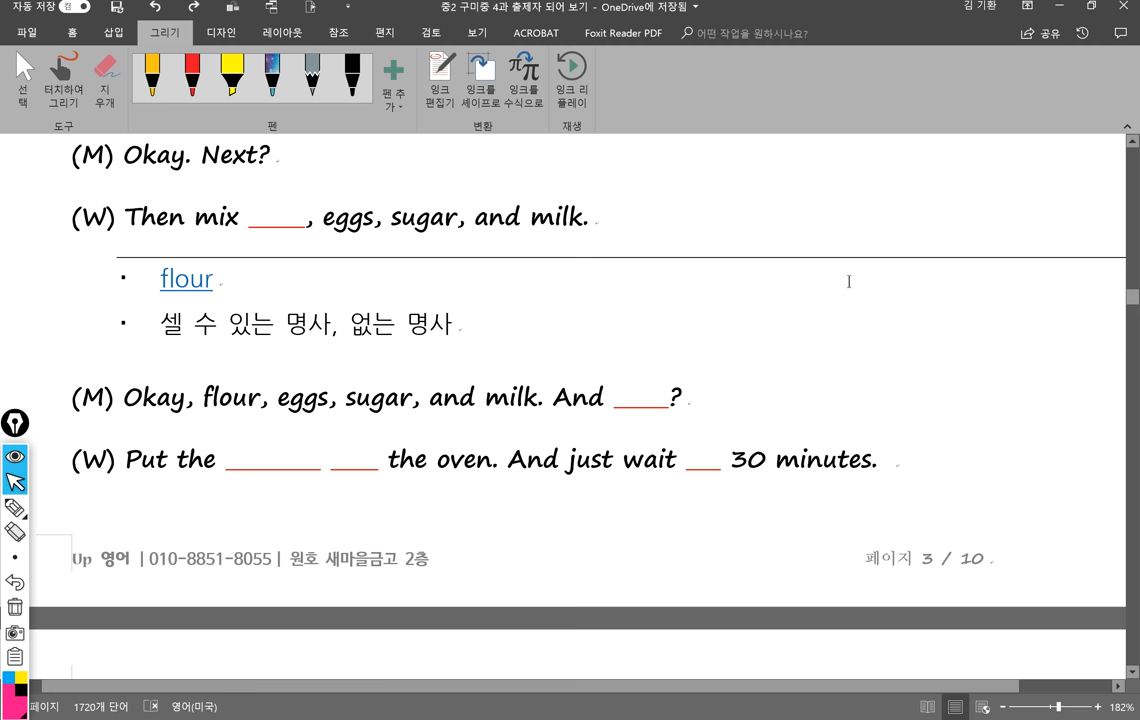 자동 저장 켬 중2 구미중 4과 출제자 되어 보기 - OneDrive에 저장됨 김 기환
파일 홈 삽입 그리기 디자인 레이아웃 참조 편지 검토 보기 ACROBAT Foxit Reader PDF 어떤 작업을 원하시나요? 공유
선택 터치하여 그리기 지우개 펜 추가 잉크 편집기 잉크를 셰이프로 잉크를 수식으로 잉크 리플레이
도구 펜 변환 재생
(M) Okay. Next?
(W) Then mix _____, eggs, sugar, and milk.
· flour
· 셀 수 있는 명사, 없는 명사
(M) Okay, flour, eggs, sugar, and milk. And _____?
(W) Put the ________ ____ the oven. And just wait ___ 30 minutes.
Up 영어 | 010-8851-8055 | 원호 새마을금고 2층 페이지 3 / 10
페이지 1720개 단어 영어(미국) 182%